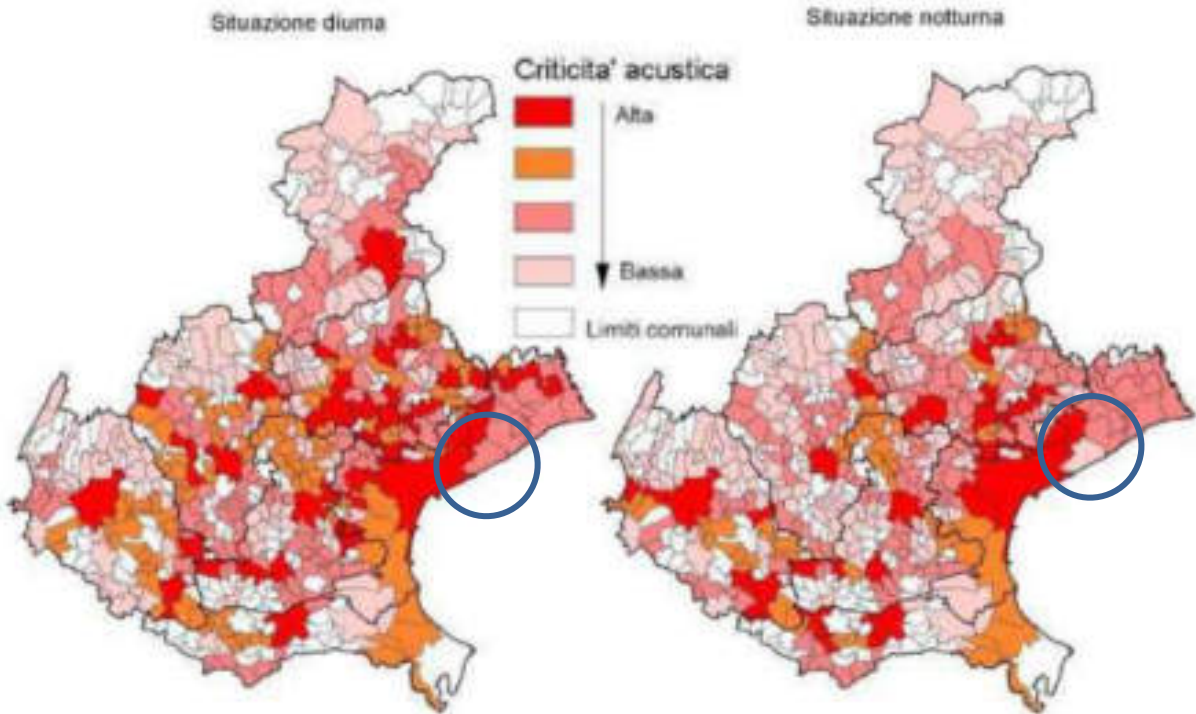 Situazione diurna
Situazione notturna
Criticita' acustica
Alta
Bassa
Limiti comunali